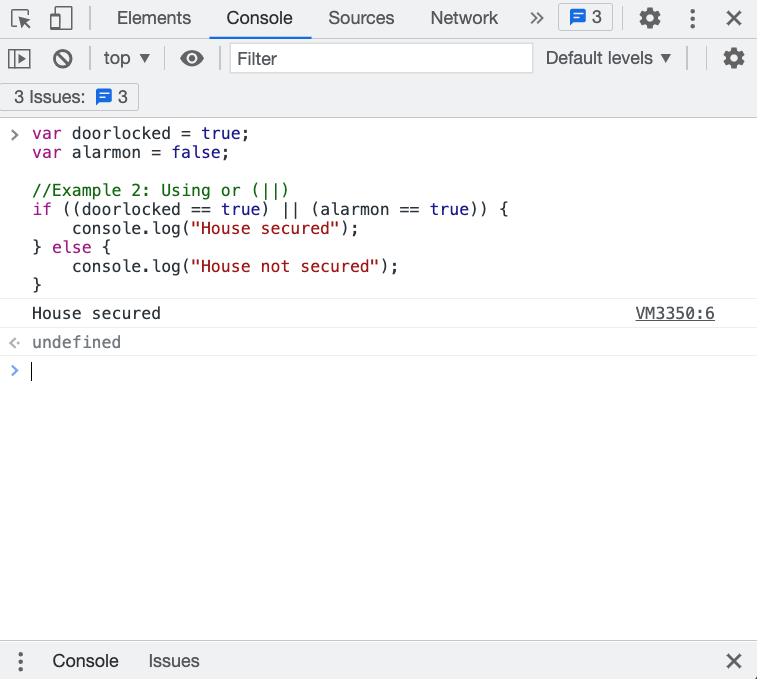 Elements Console Sources Network 3
top Filter Default levels
3 Issues: 3
var doorlocked = true;
var alarmon = false;
//Example 2: Using or (||)
if ((doorlocked == true) || (alarmon == true)) {
    console.log("House secured");
} else {
    console.log("House not secured");
}
House secured VM3350:6
undefined
Console Issues